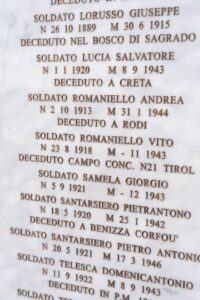 DECEDUTO IN
SOLDATO LORUSSO GIUSEPPE
N 26 10 1889 M 30 6 1915
DECEDUTO NEL BOSCO DI SAGRADO
SOLDATO LUCIA SALVATORE
N 1 1 1920 M 8 9 1943
DECEDUTO A CRETA
SOLDATO ROMANIELLO ANDREA
N 2 10 1913 M 31 1 1944
DECEDUTO A RODI
SOLDATO ROMANIELLO VITO
N 23 8 1918 M - 11 1943
DECEDUTO CAMPO CONC. N21 TIROL
SOLDATO SAMELA GIORGIO
N 5 9 1921 M - 12 1943
SOLDATO SANTARSIERO PIETRANTONO
N 18 5 1920 M 25 1 1942
DECEDUTO A BENIZZA CORFOU'
SOLDATO SANTARSIERO PIETRO ANTONIO
N 20 5 1921 M 17 3 1946
SOLDATO TELESCA DOMENICANTONIO
N 11 9 1922 M 8 9 1943
DECEDUTO IN P.M
SOLDATO